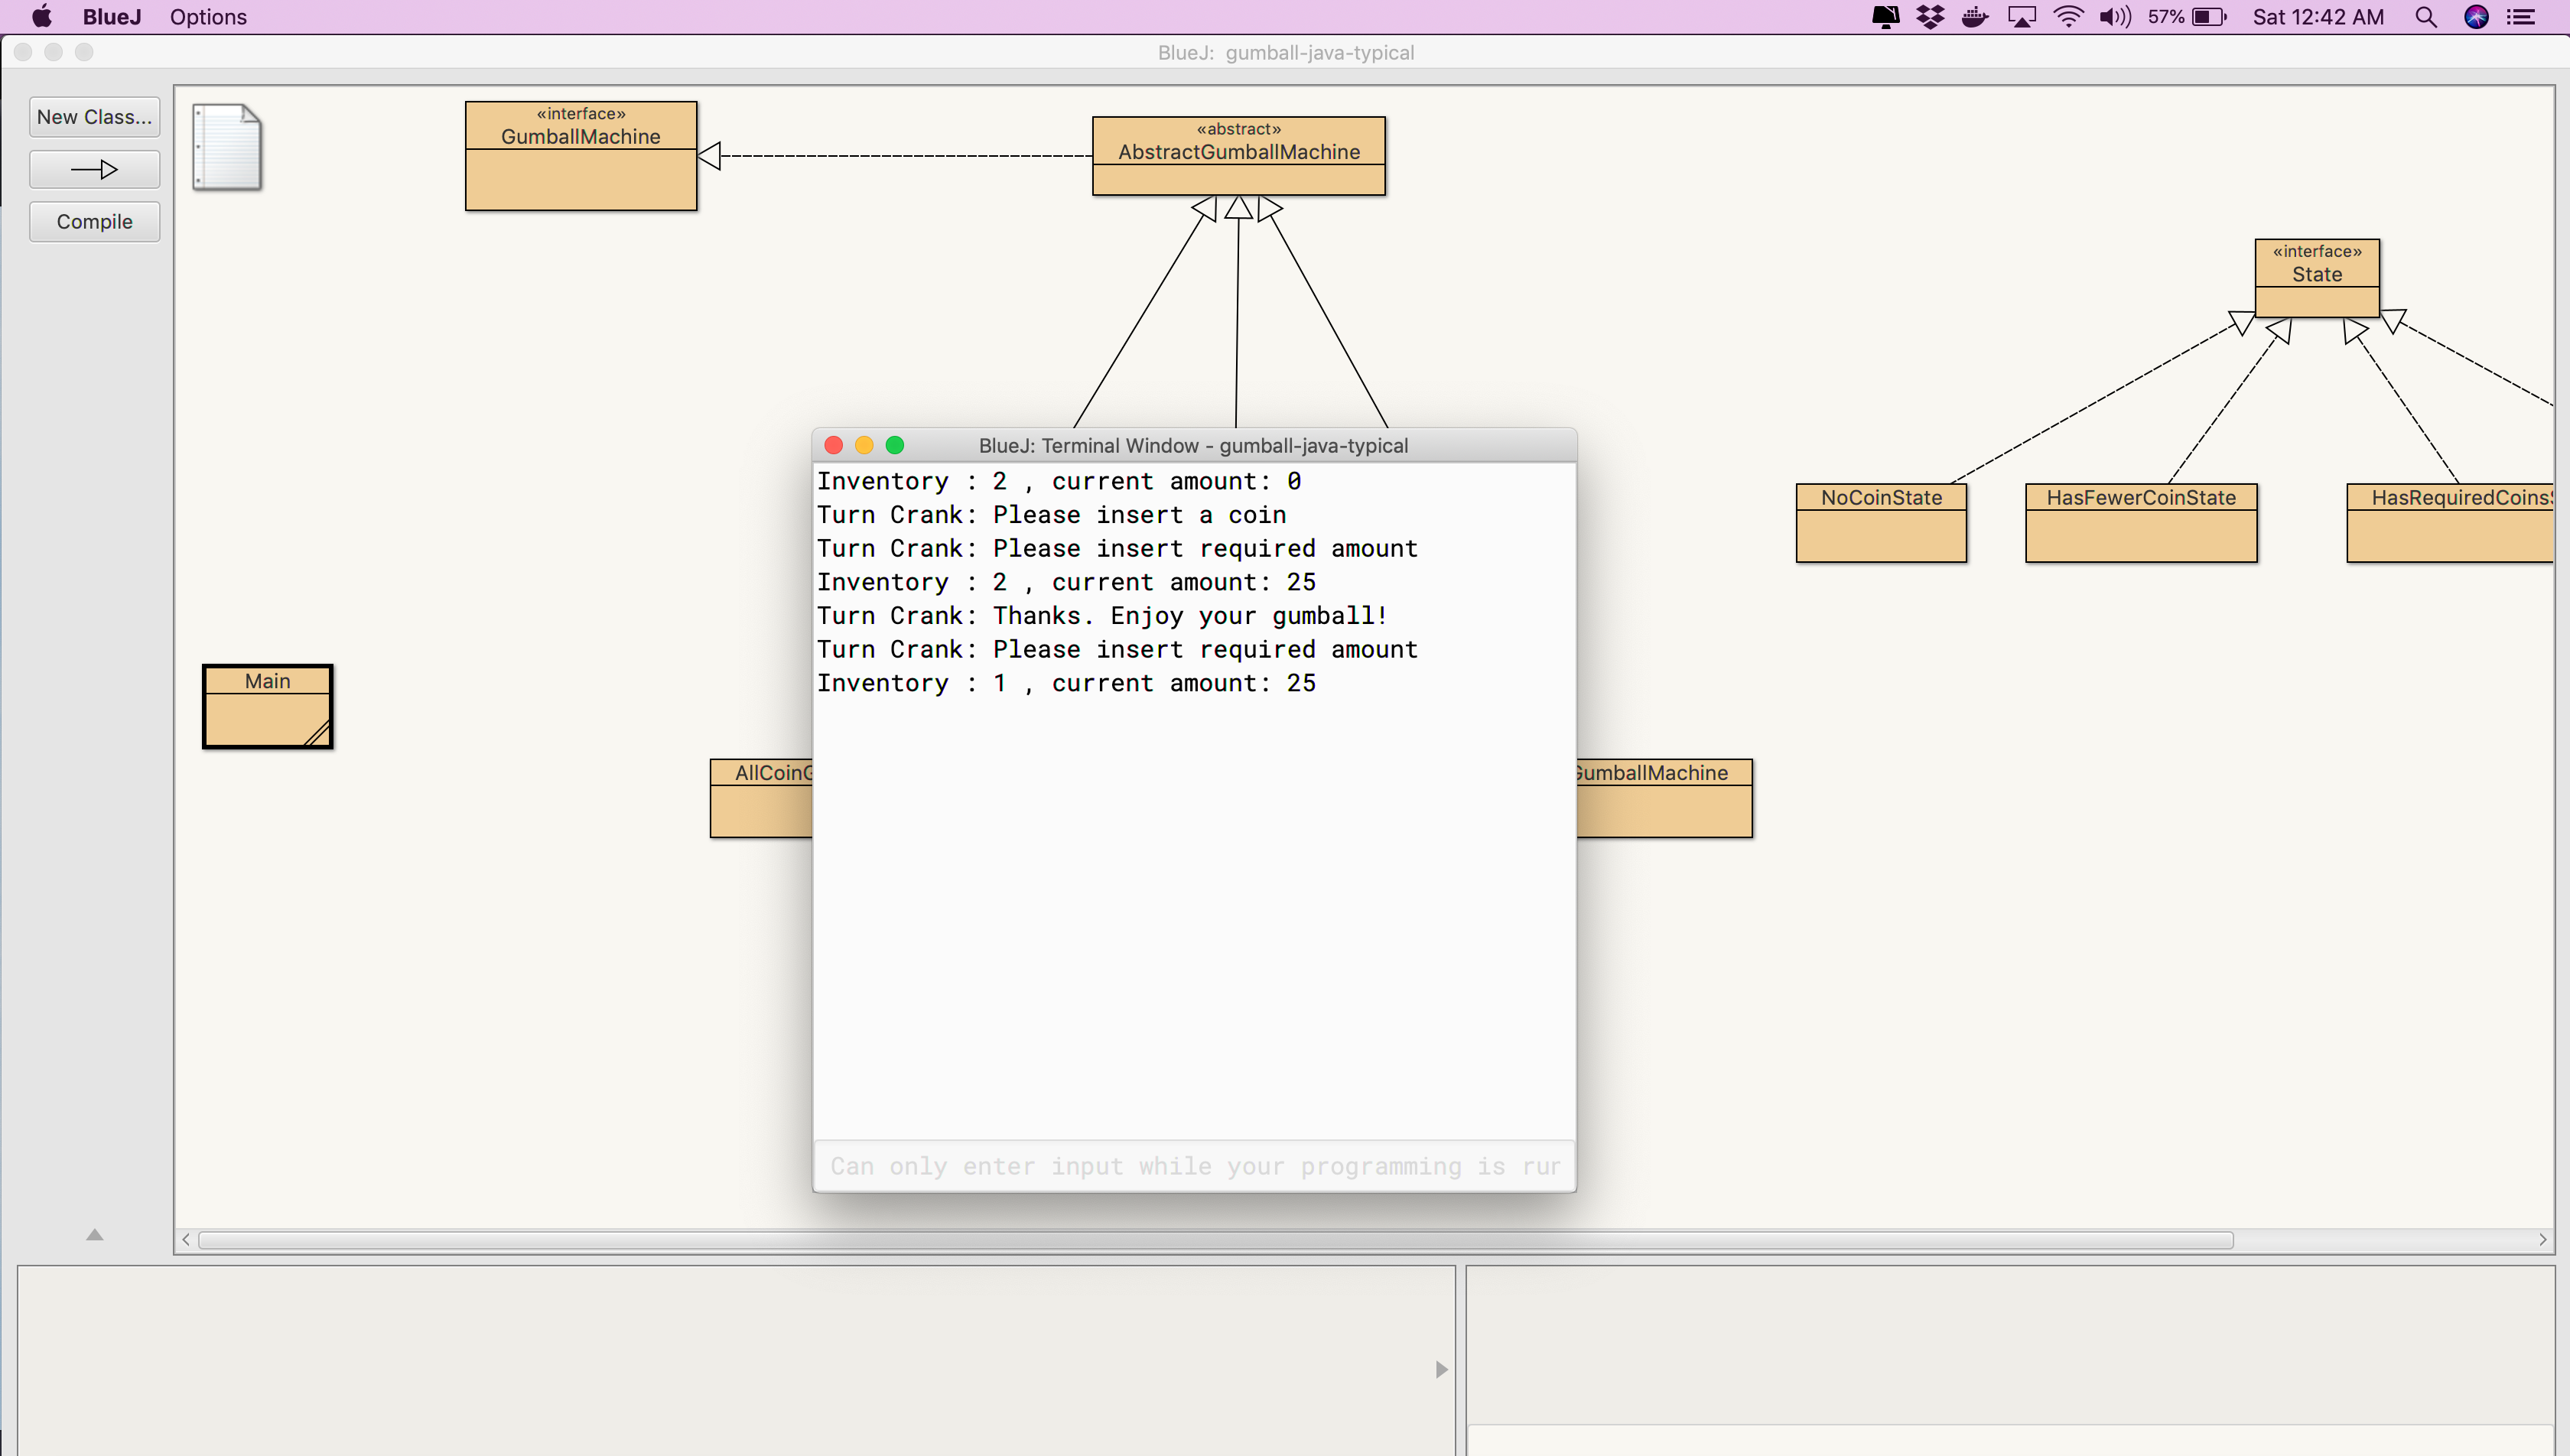 BlueJ Options 57% Sat 12:42 AM
BlueJ: gumball-java-typical
New Class...
Compile
«interface»
GumballMachine
«abstract»
AbstractGumballMachine
«interface»
State
NoCoinState
HasFewerCoinState
HasRequiredCoinsS
Main
AllCoinG
GumballMachine
BlueJ: Terminal Window - gumball-java-typical
Inventory : 2 , current amount: 0
Turn Crank: Please insert a coin
Turn Crank: Please insert required amount
Inventory : 2 , current amount: 25
Turn Crank: Thanks. Enjoy your gumball!
Turn Crank: Please insert required amount
Inventory : 1 , current amount: 25
Can only enter input while your programming is rur